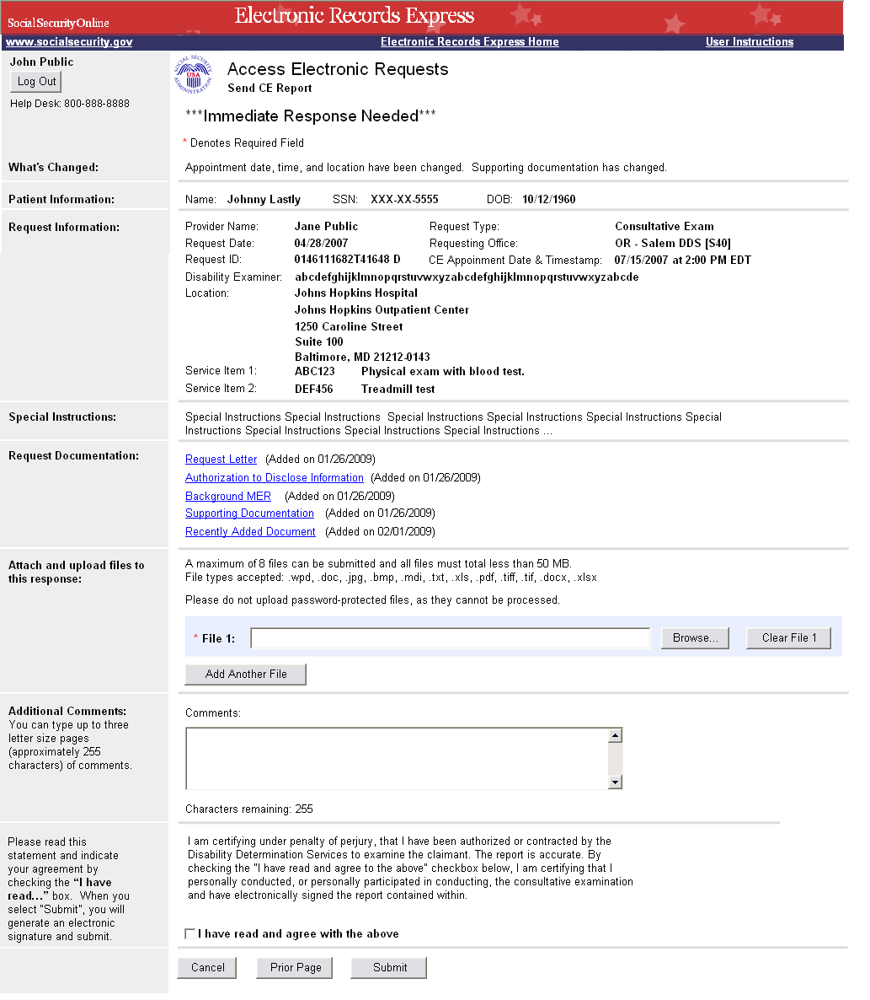 Social Security Online
Electronic Records Express
www.socialsecurity.gov
Electronic Records Express Home
User Instructions
John Public
Log Out
Help Desk: 800-888-8888
SOCIAL SECURITY ADMINISTRATION
USA
Access Electronic Requests
Send CE Report
***Immediate Response Needed***
* Denotes Required Field
What's Changed:
Appointment date, time, and location have been changed.  Supporting documentation has changed.
Patient Information:
Name: Johnny Lastly SSN: XXX-XX-5555 DOB: 10/12/1960
Request Information:
Provider Name: Jane Public Request Type: Consultative Exam
Request Date: 04/28/2007 Requesting Office: OR - Salem DDS [S40]
Request ID: 0146111682T41648 D CE Appoinment Date & Timestamp: 07/15/2007 at 2:00 PM EDT
Disability Examiner: abcdefghijklmnopqrstuvwxyzabcdefghijklmnopqrstuvwxyzabcde
Location: Johns Hopkins Hospital
Johns Hopkins Outpatient Center
1250 Caroline Street
Suite 100
Baltimore, MD 21212-0143
Service Item 1: ABC123 Physical exam with blood test.
Service Item 2: DEF456 Treadmill test
Special Instructions:
Special Instructions Special Instructions  Special Instructions Special Instructions Special Instructions Special
Instructions Special Instructions Special Instructions Special Instructions ...
Request Documentation:
Request Letter (Added on 01/26/2009)
Authorization to Disclose Information (Added on 01/26/2009)
Background MER (Added on 01/26/2009)
Supporting Documentation (Added on 01/26/2009)
Recently Added Document (Added on 02/01/2009)
Attach and upload files to
this response:
A maximum of 8 files can be submitted and all files must total less than 50 MB.
File types accepted: .wpd, .doc, .jpg, .bmp, .mdi, .txt, .xls, .pdf, .tiff, .tif, .docx, .xlsx
Please do not upload password-protected files, as they cannot be processed.
* File 1:
Browse...
Clear File 1
Add Another File
Additional Comments:
You can type up to three
letter size pages
(approximately 255
characters) of comments.
Comments:
Characters remaining: 255
Please read this
statement and indicate
your agreement by
checking the “I have
read...” box.  When you
select "Submit", you will
generate an electronic
signature and submit.
I am certifying under penalty of perjury, that I have been authorized or contracted by the
Disability Determination Services to examine the claimant. The report is accurate. By
checking the "I have read and agree to the above" checkbox below, I am certifying that I
personally conducted, or personally participated in conducting, the consultative examination
and have electronically signed the report contained within.
I have read and agree with the above
Cancel
Prior Page
Submit